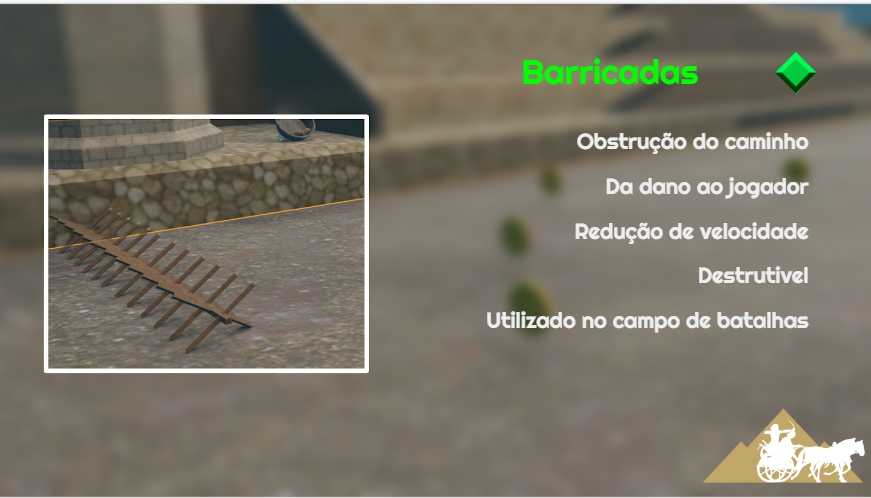 Barricadas
Obstrução do caminho
Da dano ao jogador
Redução de velocidade
Destrutivel
Utilizado no campo de batalhas